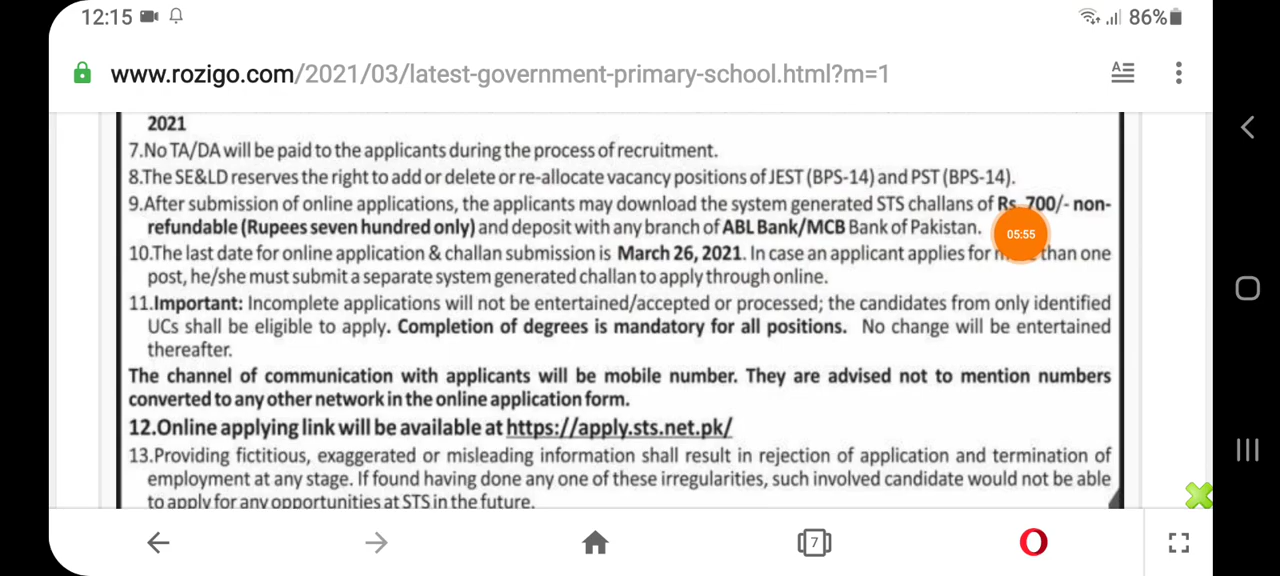 12:15
86%
www.rozigo.com/2021/03/latest-government-primary-school.html?m=1
2021
7.No TA/DA will be paid to the applicants during the process of recruitment.
8.The SE&LD reserves the right to add or delete or re-allocate vacancy positions of JEST (BPS-14) and PST (BPS-14).
9.After submission of online applications, the applicants may download the system generated STS challans of Rs. 700/- non-
refundable (Rupees seven hundred only) and deposit with any branch of ABL Bank/MCB Bank of Pakistan.
05:55
10.The last date for online application & challan submission is March 26, 2021. In case an applicant applies for than one
post, he/she must submit a separate system generated challan to apply through online.
11.Important: Incomplete applications will not be entertained/accepted or processed; the candidates from only identified
UCs shall be eligible to apply. Completion of degrees is mandatory for all positions. No change will be entertained
thereafter.
The channel of communication with applicants will be mobile number. They are advised not to mention numbers
converted to any other network in the online application form.
12.Online applying link will be available at https://apply.sts.net.pk/
13.Providing fictitious, exaggerated or misleading information shall result in rejection of application and termination of
employment at any stage. If found having done any one of these irregularities, such involved candidate would not be able
to apply for any opportunities at STS in the future.
7